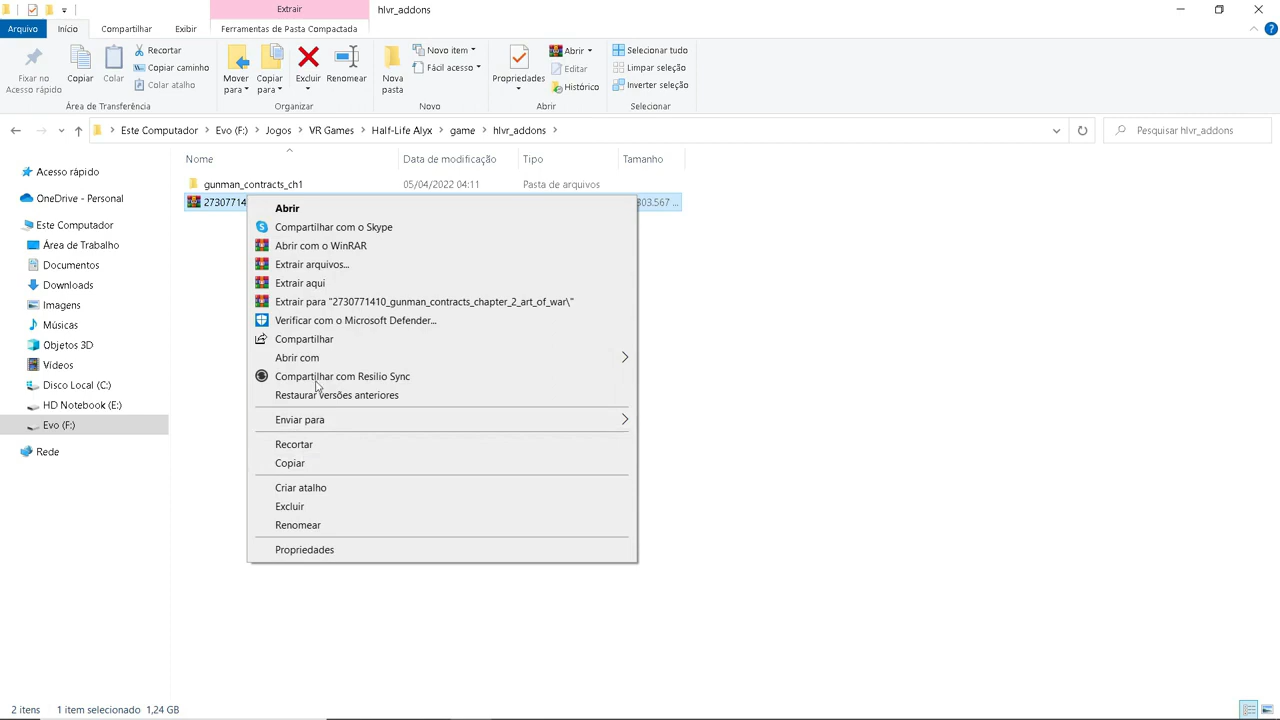 Extrair
hlvr_addons
Arquivo
Início
Compartilhar
Exibir
Ferramentas de Pasta Compactada
Fixar no
Acesso rápido
Copiar
Colar
Recortar
Copiar caminho
Colar atalho
Área de Transferência
Mover
para
Copiar
para
Excluir
Renomear
Organizar
Nova
pasta
Novo item
Fácil acesso
Novo
Propriedades
Abrir
Editar
Histórico
Abrir
Selecionar tudo
Limpar seleção
Inverter seleção
Selecionar
Este Computador
Evo (F:)
Jogos
VR Games
Half-Life Alyx
game
hlvr_addons
Pesquisar hlvr_addons
Acesso rápido
OneDrive - Personal
Este Computador
Área de Trabalho
Documentos
Downloads
Imagens
Músicas
Objetos 3D
Vídeos
Disco Local (C:)
HD Notebook (E:)
Evo (F:)
Rede
Nome
Data de modificação
Tipo
Tamanho
gunman_contracts_ch1
05/04/2022 04:11
Pasta de arquivos
27307714
303.567 ...
Abrir
Compartilhar com o Skype
Abrir com o WinRAR
Extrair arquivos...
Extrair aqui
Extrair para "2730771410_gunman_contracts_chapter_2_art_of_war\"
Verificar com o Microsoft Defender...
Compartilhar
Abrir com
Compartilhar com Resilio Sync
Restaurar versões anteriores
Enviar para
Recortar
Copiar
Criar atalho
Excluir
Renomear
Propriedades
2 itens
1 item selecionado 1,24 GB